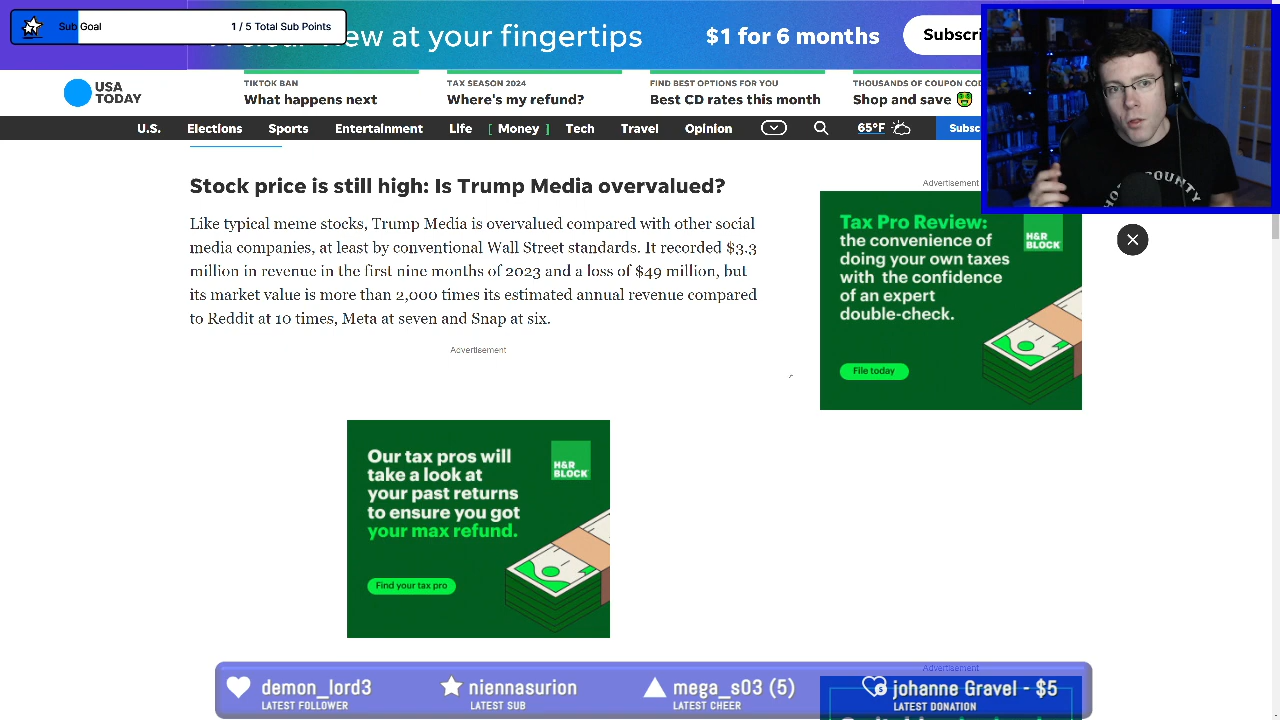 Sub Goal 1 / 5 Total Sub Points
at your fingertips
$1 for 6 months
USA
TODAY
TIKTOK BAN
What happens next
TAX SEASON 2024
Where's my refund?
FIND BEST OPTIONS FOR YOU
Best CD rates this month
THOUSANDS OF COUPON
Shop and save
U.S. Elections Sports Entertainment Life [ Money ] Tech Travel Opinion 65°F
Stock price is still high: Is Trump Media overvalued?
Like typical meme stocks, Trump Media is overvalued compared with other social
media companies, at least by conventional Wall Street standards. It recorded $3.3
million in revenue in the first nine months of 2023 and a loss of $49 million, but
its market value is more than 2,000 times its estimated annual revenue compared
to Reddit at 10 times, Meta at seven and Snap at six.
Advertisement
Advertisement
Tax Pro Review:
the convenience of
doing your own taxes
with the confidence
of an expert
double-check.
H&R
BLOCK
File today
Our tax pros will
take a look at
your past returns
to ensure you got
your max refund.
H&R
BLOCK
Find your tax pro
Advertisement
demon_lord3
LATEST FOLLOWER
niennasurion
LATEST SUB
mega_s03 (5)
LATEST CHEER
johanne Gravel - $5
LATEST DONATION